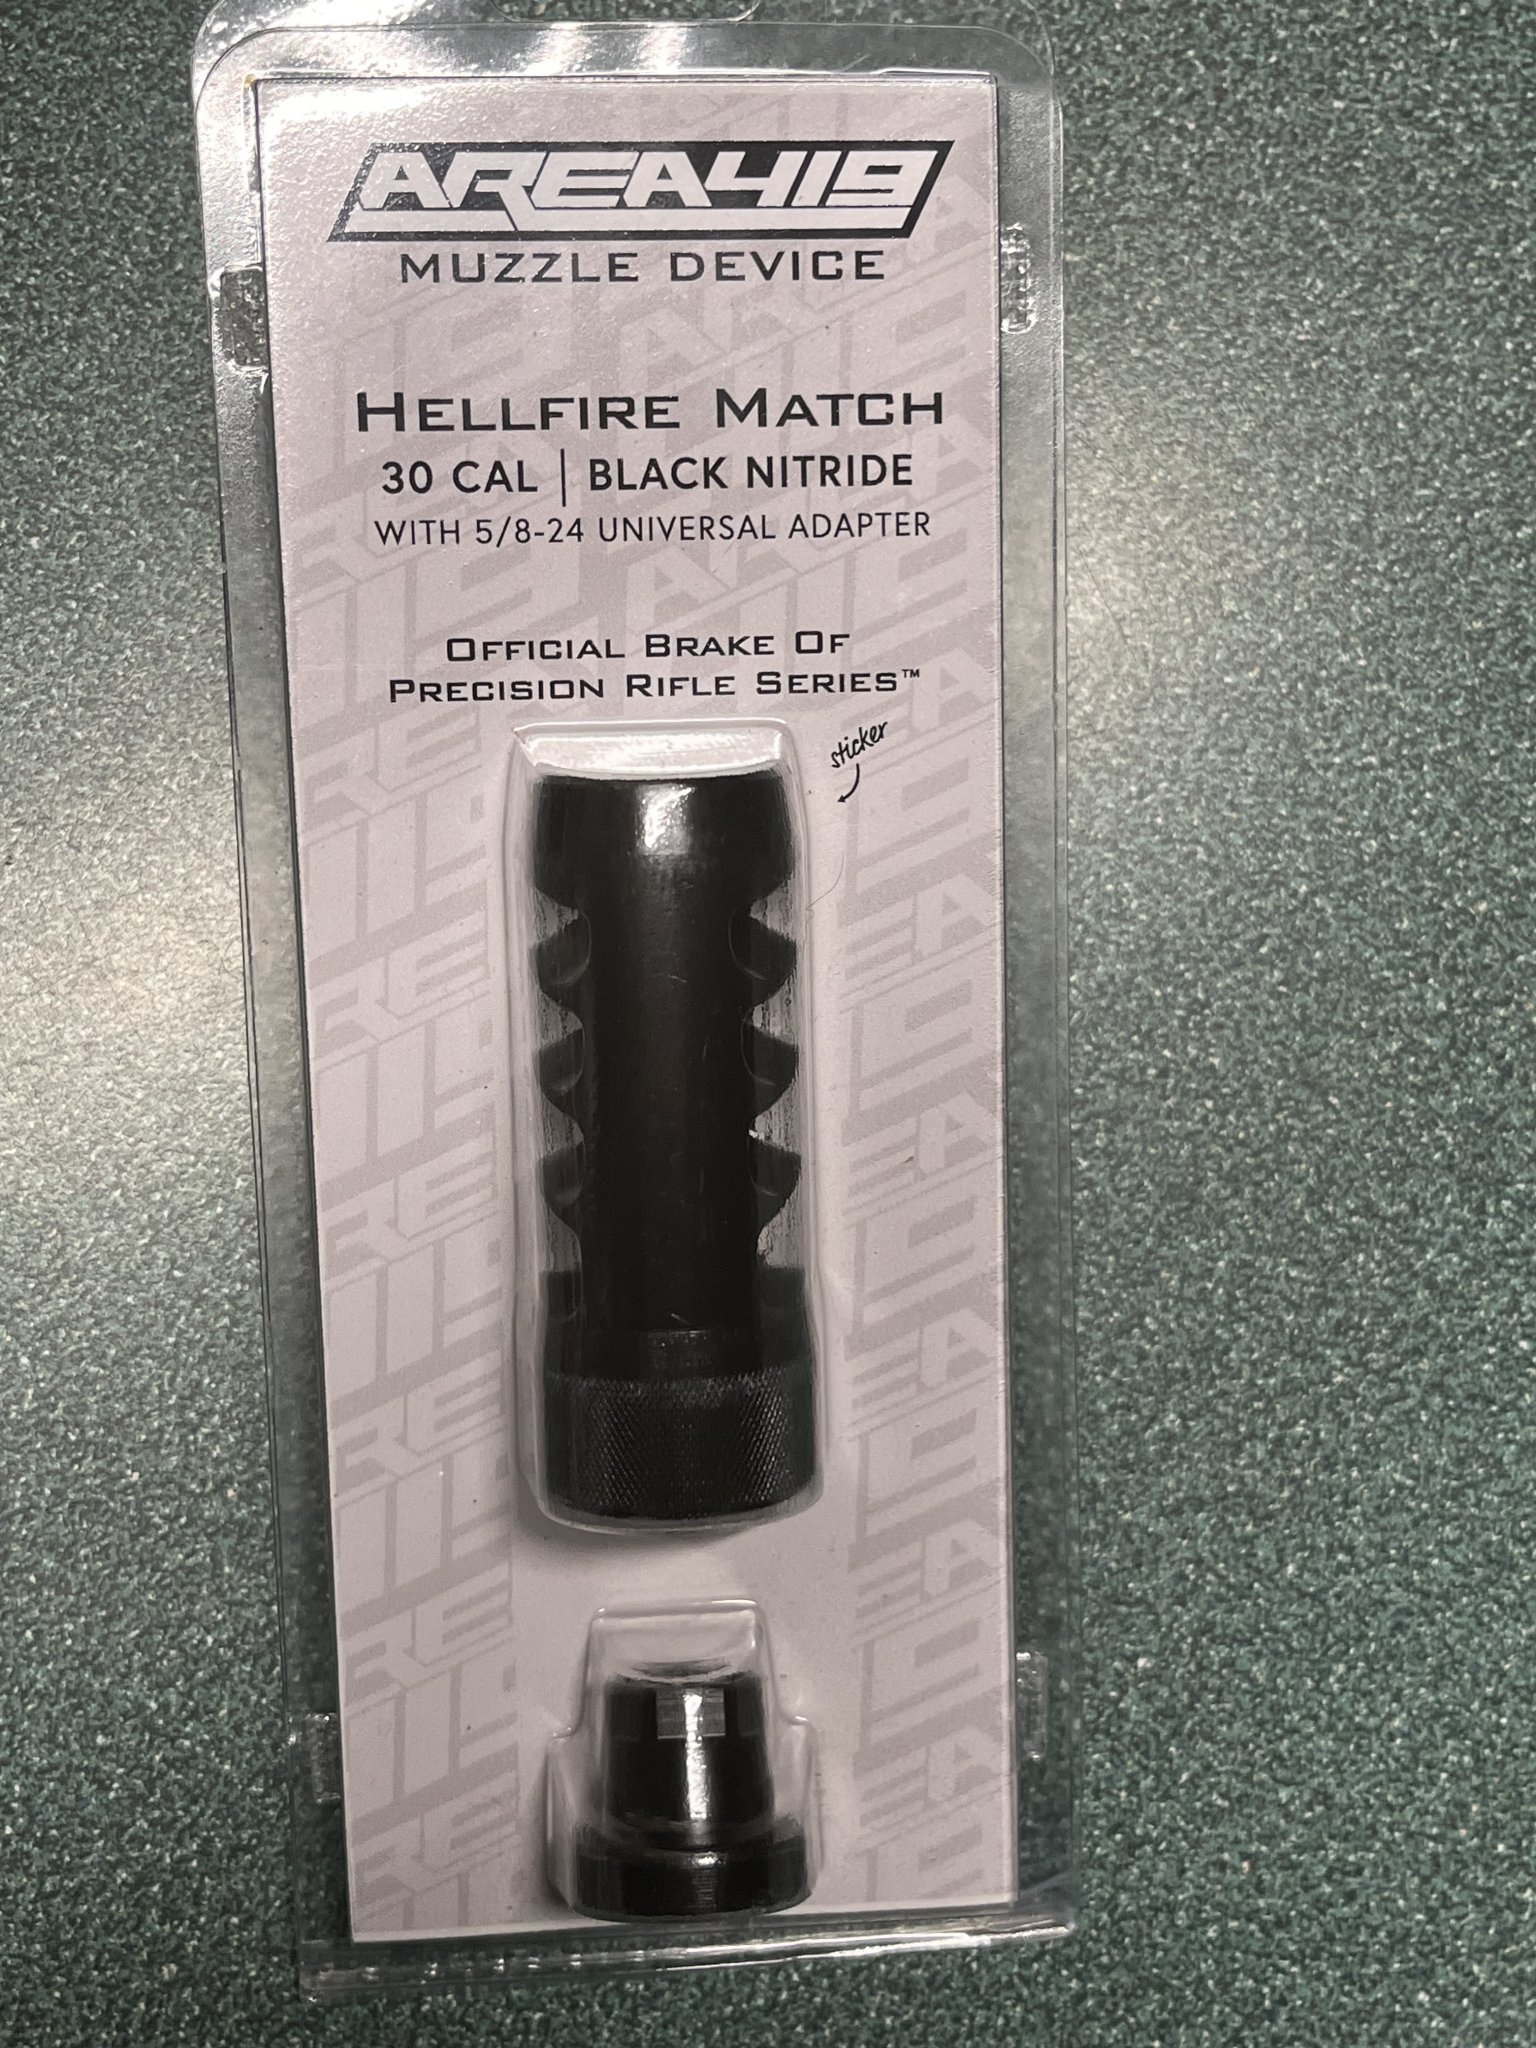 AREA419
MUZZLE DEVICE
HELLFIRE MATCH
30 CAL | BLACK NITRIDE
WITH 5/8-24 UNIVERSAL ADAPTER
OFFICIAL BRAKE OF
PRECISION RIFLE SERIES™
sticker